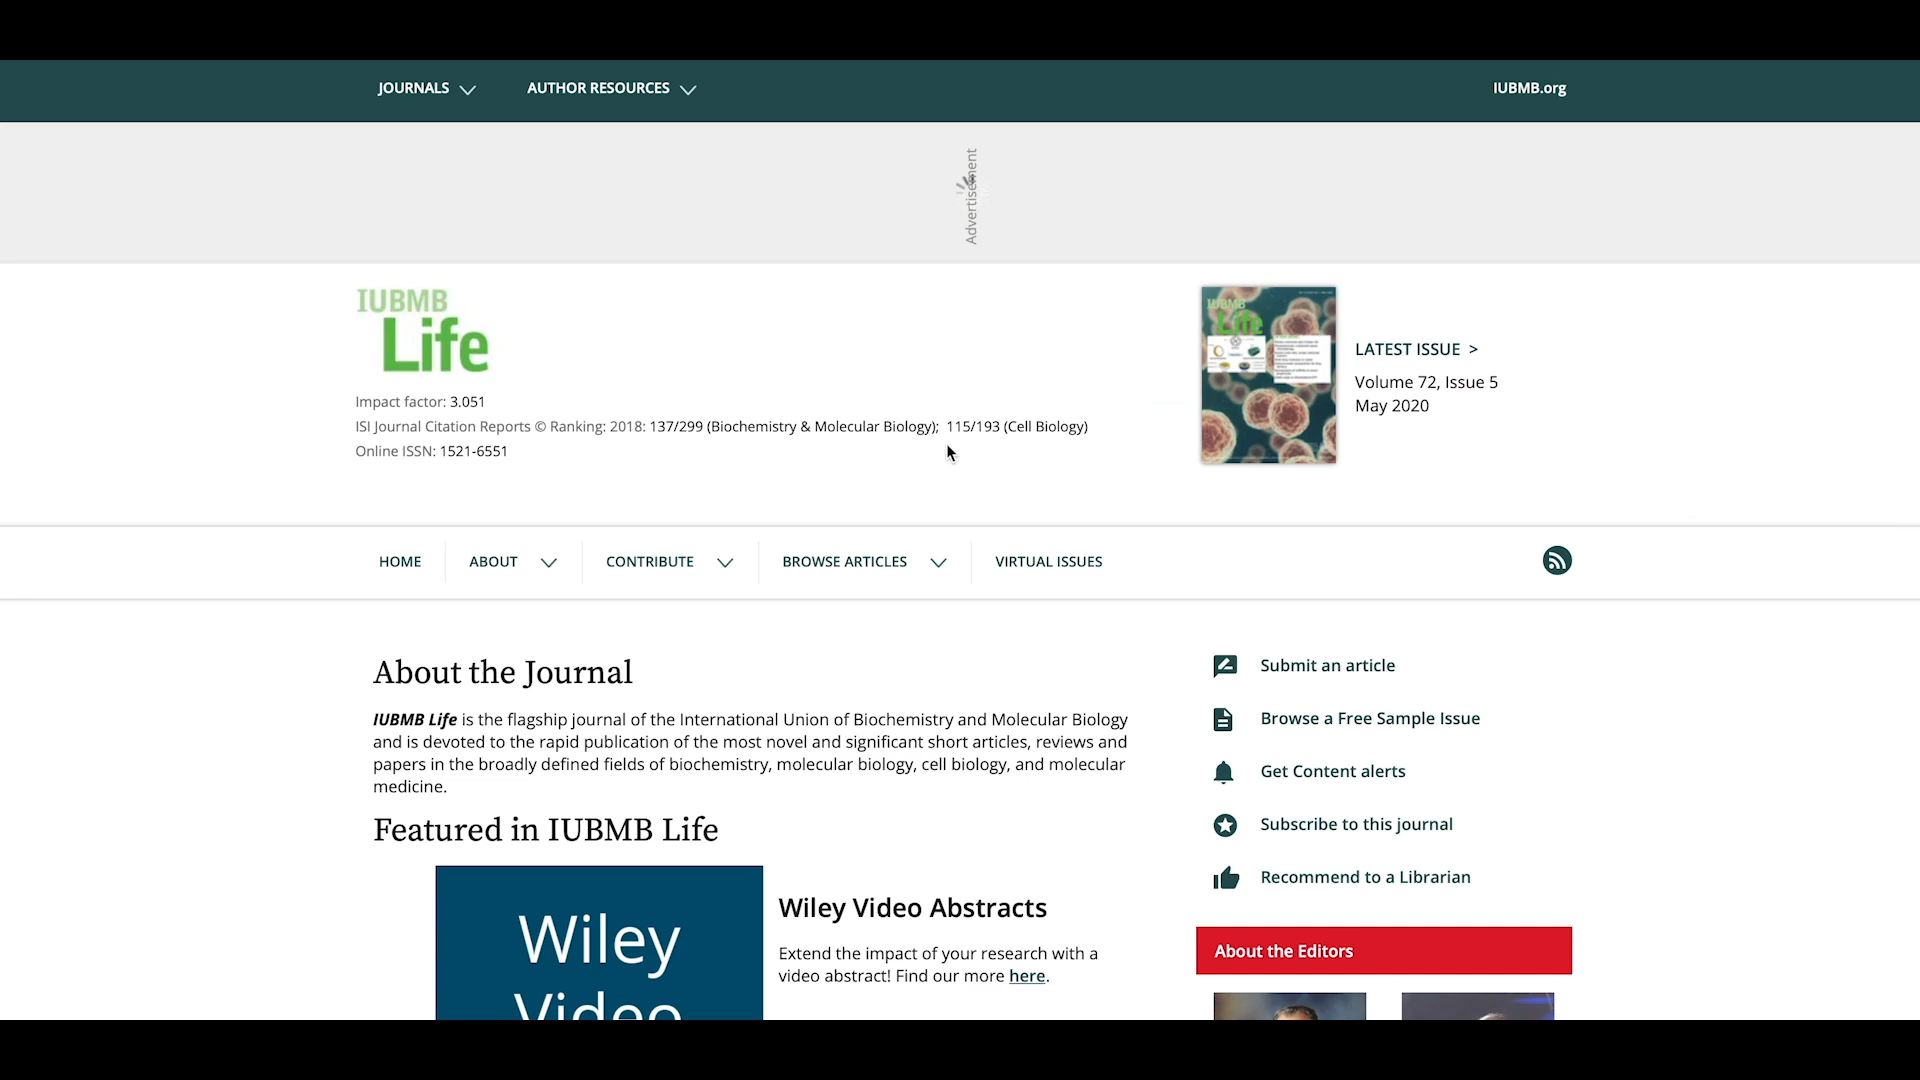 JOURNALS
AUTHOR RESOURCES
IUBMB.org
Advertisement
IUBMB
Life
Impact factor: 3.051
ISI Journal Citation Reports © Ranking: 2018: 137/299 (Biochemistry & Molecular Biology); 115/193 (Cell Biology)
Online ISSN: 1521-6551
IUBMB
Life
LATEST ISSUE >
Volume 72, Issue 5
May 2020
HOME
ABOUT
CONTRIBUTE
BROWSE ARTICLES
VIRTUAL ISSUES
About the Journal
IUBMB Life is the flagship journal of the International Union of Biochemistry and Molecular Biology
and is devoted to the rapid publication of the most novel and significant short articles, reviews and
papers in the broadly defined fields of biochemistry, molecular biology, cell biology, and molecular
medicine.
Featured in IUBMB Life
Wiley
Video
Wiley Video Abstracts
Extend the impact of your research with a
video abstract! Find our more here.
Submit an article
Browse a Free Sample Issue
Get Content alerts
Subscribe to this journal
Recommend to a Librarian
About the Editors